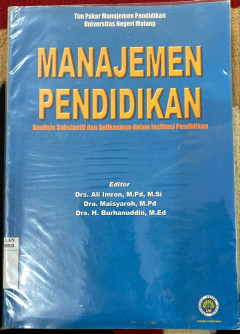 Tim Pakar Manajemen Pendidikan
Universitas Negeri Malang
MANAJEMEN
PENDIDIKAN
Analisis Substantif dan Aplikasinya dalam Institusi Pendidikan
Editor
Drs. Ali Imron, M.Pd, M.Si
Dra. Maisyaroh, M.Pd
Drs. H. Burhanuddin, M.Ed